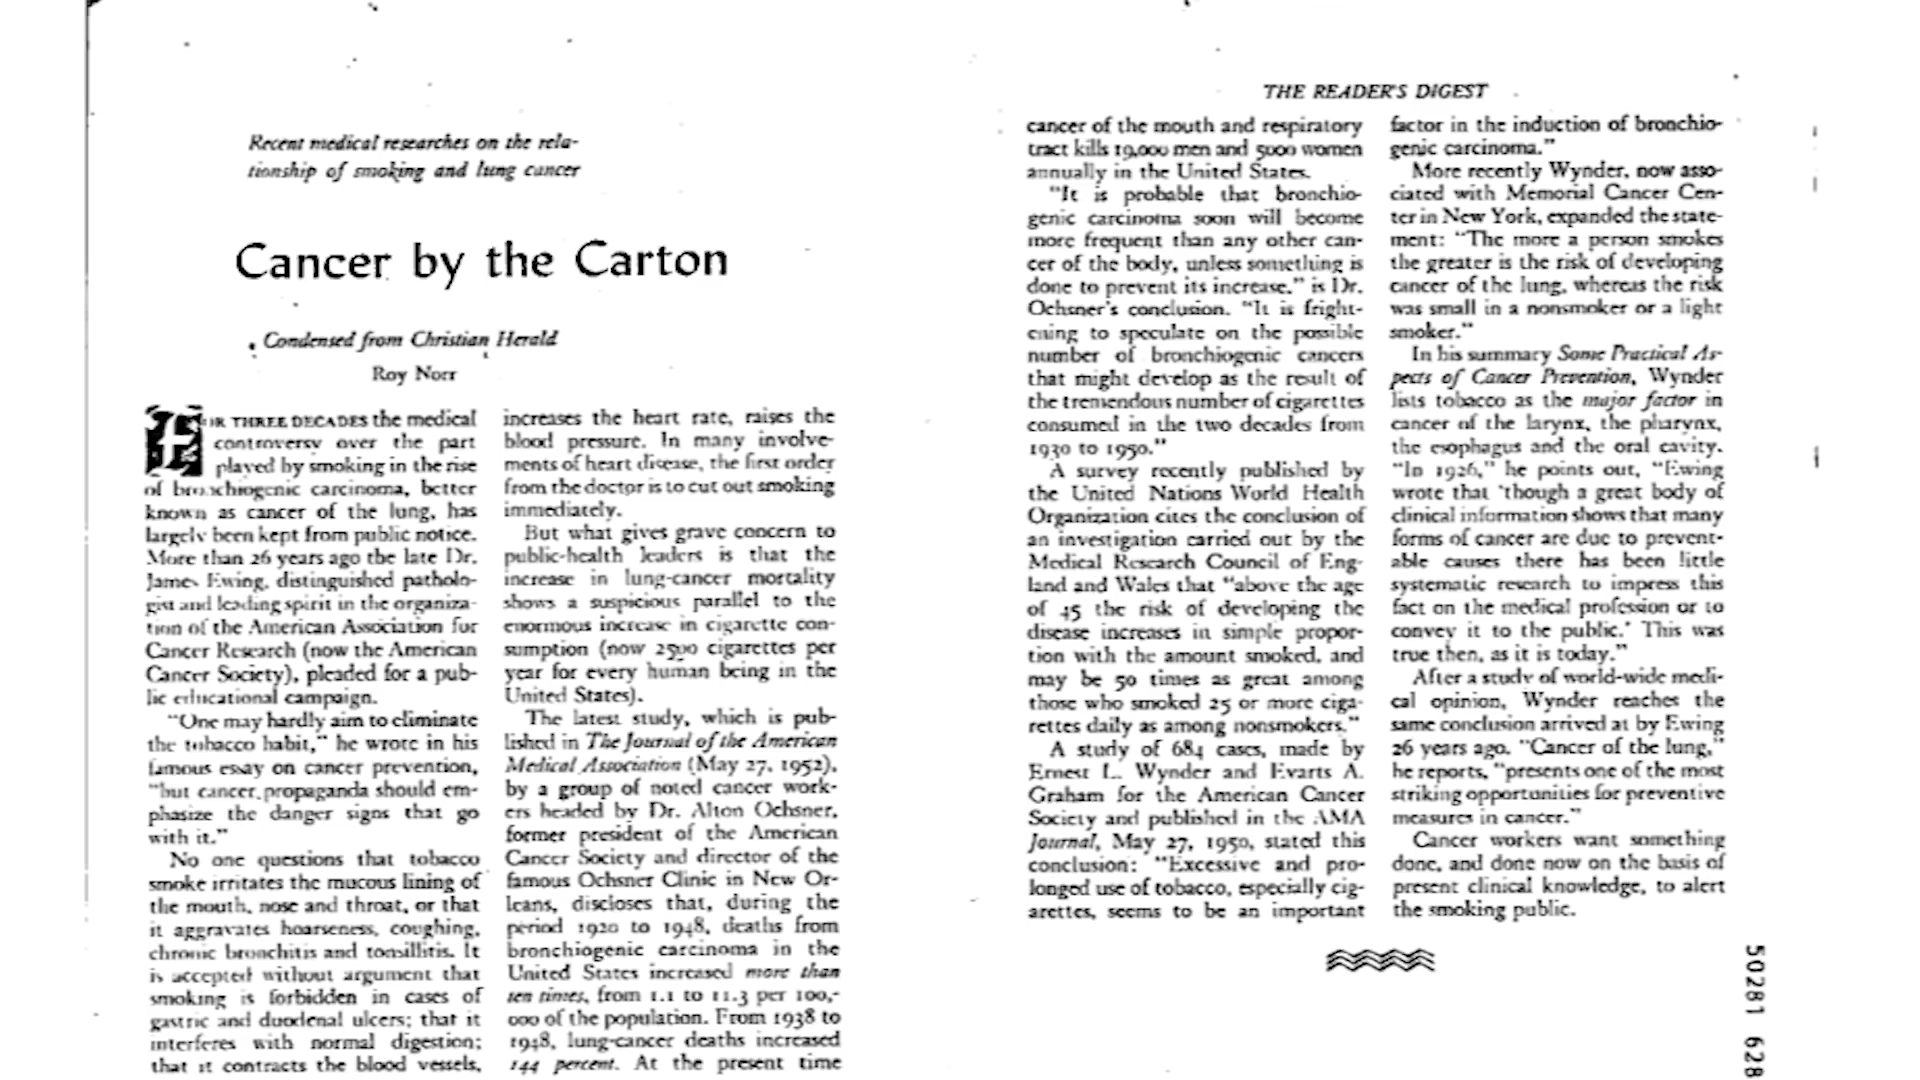 Recent medical researches on the rela-
tionship of smoking and lung cancer
Cancer by the Carton
Condensed from Christian Herald
Roy Norr
FOR THREE DECADES the medical
controversy over the part
played by smoking in the rise
of bronchiogenic carcinoma, better
known as cancer of the lung, has
largely been kept from public notice.
More than 26 years ago the late Dr.
James Ewing, distinguished patholo-
gist and leading spirit in the organiza-
tion of the American Association for
Cancer Research (now the American
Cancer Society), pleaded for a pub-
lic educational campaign.
"One may hardly aim to eliminate
the tobacco habit," he wrote in his
famous essay on cancer prevention,
"but cancer propaganda should em-
phasize the danger signs that go
with it."
No one questions that tobacco
smoke irritates the mucous lining of
the mouth, nose and throat, or that
it aggravates hoarseness, coughing,
chronic bronchitis and tonsillitis. It
is accepted without argument that
smoking is forbidden in cases of
gastric and duodenal ulcers; that it
interferes with normal digestion;
that it contracts the blood vessels,
increases the heart rate, raises the
blood pressure. In many involve-
ments of heart disease, the first order
from the doctor is to cut out smoking
immediately.
But what gives grave concern to
public-health leaders is that the
increase in lung-cancer mortality
shows a suspicious parallel to the
enormous increase in cigarette con-
sumption (now 2500 cigarettes per
year for every human being in the
United States).
The latest study, which is pub-
lished in The Journal of the American
Medical Association (May 27, 1952),
by a group of noted cancer work-
ers headed by Dr. Alton Ochsner,
former president of the American
Cancer Society and director of the
famous Ochsner Clinic in New Or-
leans, discloses that, during the
period 1920 to 1948, deaths from
bronchiogenic carcinoma in the
United States increased more than
ten times, from 1.1 to 11.3 per 100,-
000 of the population. From 1938 to
1948, lung-cancer deaths increased
144 percent. At the present time
THE READER'S DIGEST
cancer of the mouth and respiratory
tract kills 19,000 men and 5000 women
annually in the United States.
"It is probable that bronchio-
genic carcinoma soon will become
more frequent than any other can-
cer of the body, unless something is
done to prevent its increase," is Dr.
Ochsner's conclusion. "It is fright-
ening to speculate on the possible
number of bronchiogenic cancers
that might develop as the result of
the tremendous number of cigarettes
consumed in the two decades from
1930 to 1950."
A survey recently published by
the United Nations World Health
Organization cites the conclusion of
an investigation carried out by the
Medical Research Council of Eng-
land and Wales that "above the age
of 45 the risk of developing the
disease increases in simple propor-
tion with the amount smoked, and
may be 50 times as great among
those who smoked 25 or more ciga-
rettes daily as among nonsmokers."
A study of 684 cases, made by
Ernest L. Wynder and Evarts A.
Graham for the American Cancer
Society and published in the AMA
Journal, May 27, 1950, stated this
conclusion: "Excessive and pro-
longed use of tobacco, especially cig-
arettes, seems to be an important
factor in the induction of bronchio-
genic carcinoma."
More recently Wynder, now asso-
ciated with Memorial Cancer Cen-
ter in New York, expanded the state-
ment: "The more a person smokes
the greater is the risk of developing
cancer of the lung, whereas the risk
was small in a nonsmoker or a light
smoker."
In his summary Some Practical As-
pects of Cancer Prevention, Wynder
lists tobacco as the major factor in
cancer of the larynx, the pharynx,
the esophagus and the oral cavity.
"In 1926," he points out, "Ewing
wrote that 'though a great body of
clinical information shows that many
forms of cancer are due to prevent-
able causes there has been little
systematic research to impress this
fact on the medical profession or to
convey it to the public.' This was
true then, as it is today."
After a study of world-wide medi-
cal opinion, Wynder reaches the
same conclusion arrived at by Ewing
26 years ago. "Cancer of the lung,"
he reports, "presents one of the most
striking opportunities for preventive
measures in cancer."
Cancer workers want something
done, and done now on the basis of
present clinical knowledge, to alert
the smoking public.
50281 628